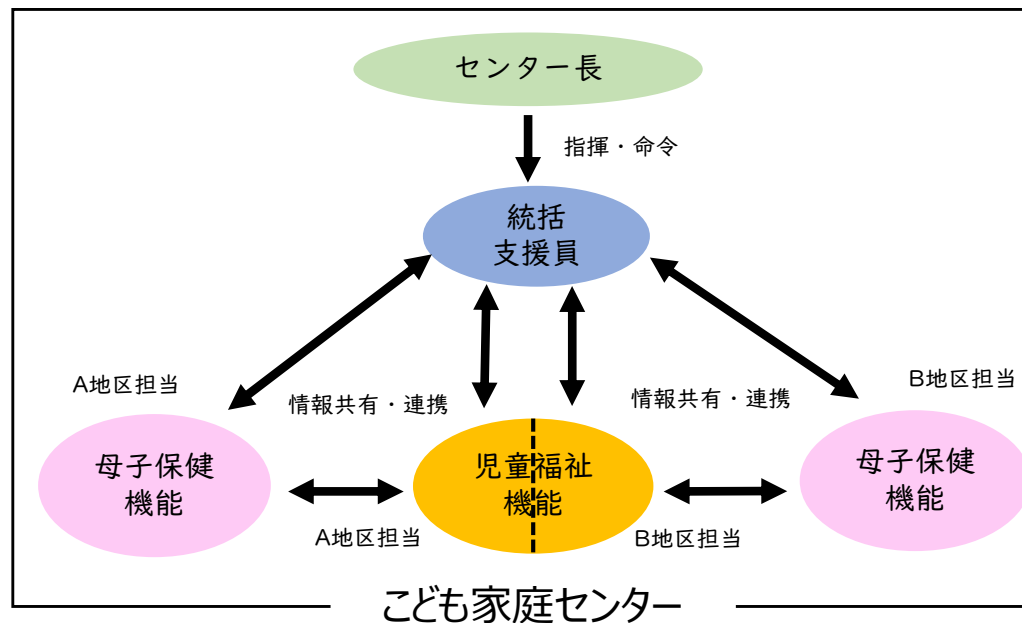 センター長
指揮・命令
統括
支援員
A地区担当
B地区担当
情報共有・連携
情報共有・連携
母子保健
機能
児童福祉
機能
母子保健
機能
A地区担当
B地区担当
こども家庭センター